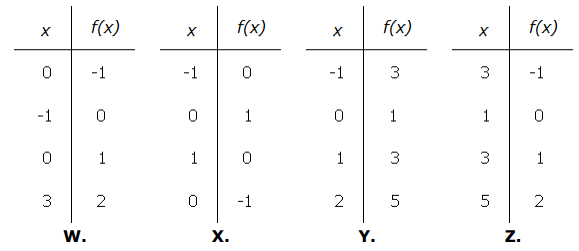 x f(x) x f(x) x f(x) x f(x)
0 -1 -1 0 -1 3 3 -1
-1 0 0 1 0 1 1 0
0 1 1 0 1 3 3 1
3 2 0 -1 2 5 5 2
W. X. Y. Z.